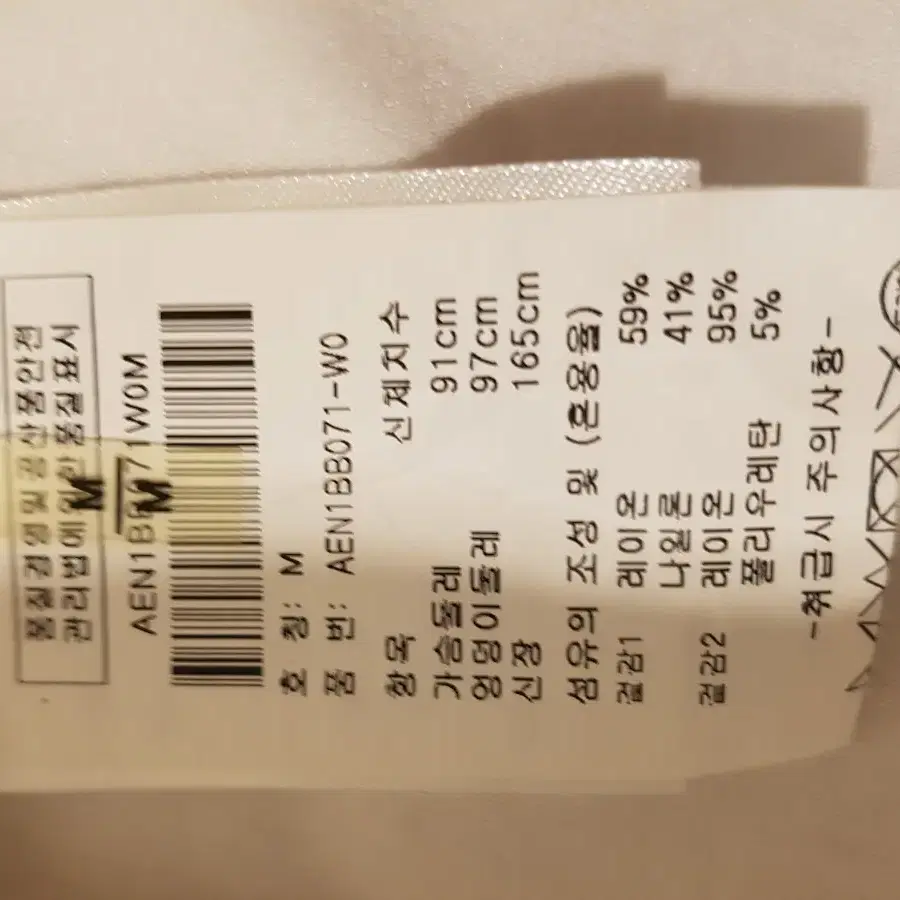 품질경영 및 공산품안전
관리법에 의한 품질표시
M
M
AEN1BB071W0M
호 칭: M
품 번: AEN1BB071-W0
항목 신체치수
가슴둘레 91cm
엉덩이둘레 97cm
신장 165cm
섬유의 조성 및 (혼용율)
겉감1 레이온 59%
나일론 41%
겉감2 레이온 95%
폴리우레탄 5%
-취급시 주의사항-